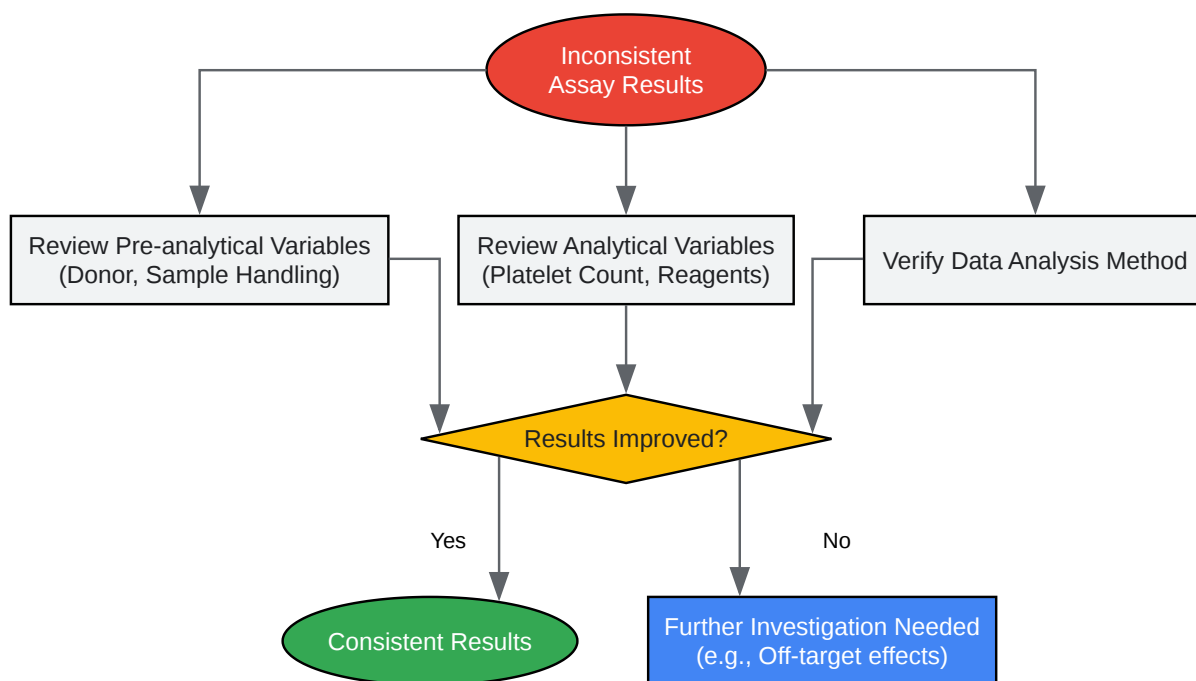 Inconsistent
Assay Results
Review Pre-analytical Variables
(Donor, Sample Handling)
Review Analytical Variables
(Platelet Count, Reagents)
Verify Data Analysis Method
Results Improved?
Yes
No
Consistent Results
Further Investigation Needed
(e.g., Off-target effects)